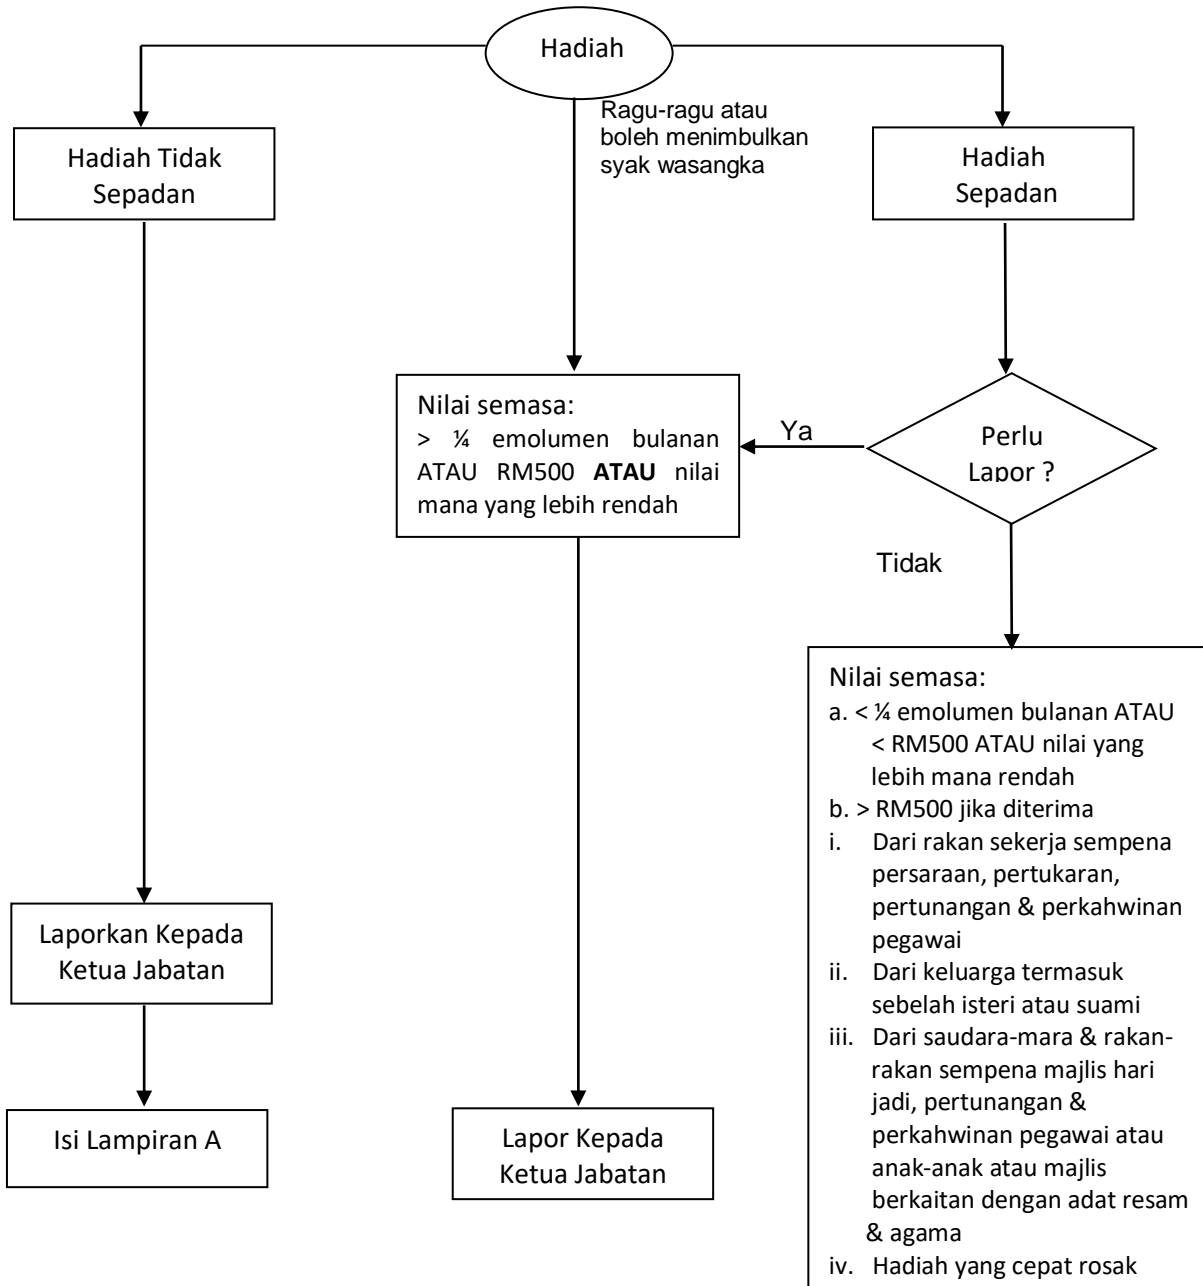 Hadiah
Ragu-ragu atau
boleh menimbulkan
syak wasangka
Hadiah Tidak
Sepadan
Hadiah
Sepadan
Nilai semasa:
> ¼ emolumen bulanan
ATAU RM500 ATAU nilai
mana yang lebih rendah
Ya
Perlu
Lapor ?
Tidak
Nilai semasa:
a. < ¼ emolumen bulanan ATAU
< RM500 ATAU nilai yang
lebih mana rendah
b. > RM500 jika diterima
i. Dari rakan sekerja sempena
persaraan, pertukaran,
pertunangan & perkahwinan
pegawai
ii. Dari keluarga termasuk
sebelah isteri atau suami
iii. Dari saudara-mara & rakan-
rakan sempena majlis hari
jadi, pertunangan &
perkahwinan pegawai atau
anak-anak atau majlis
berkaitan dengan adat resam
& agama
iv. Hadiah yang cepat rosak
Laporkan Kepada
Ketua Jabatan
Isi Lampiran A
Lapor Kepada
Ketua Jabatan